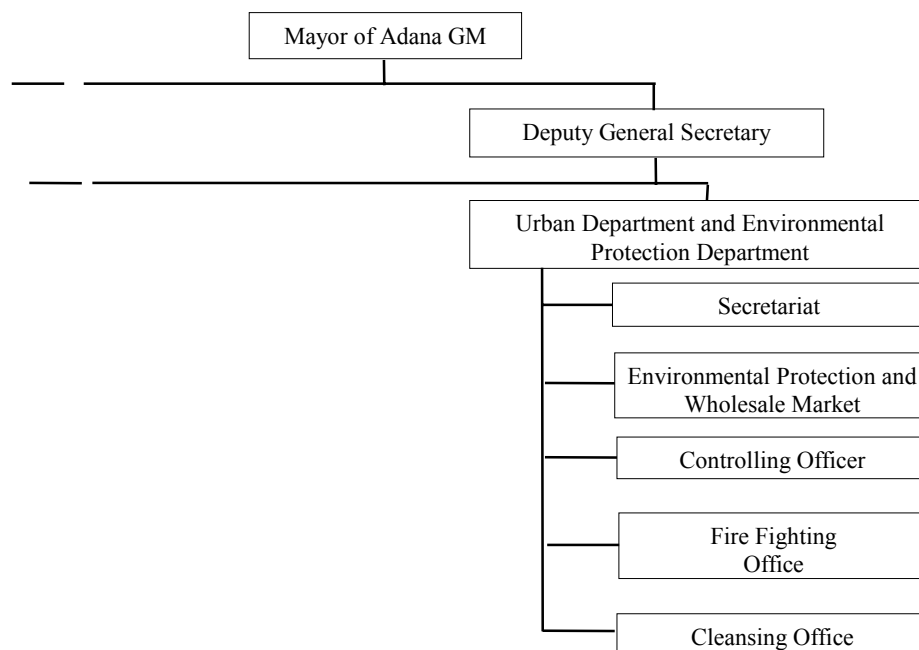 Mayor of Adana GM
Deputy General Secretary
Urban Department and Environmental
Protection Department
Secretariat
Environmental Protection and
Wholesale Market
Controlling Officer
Fire Fighting
Office
Cleansing Office